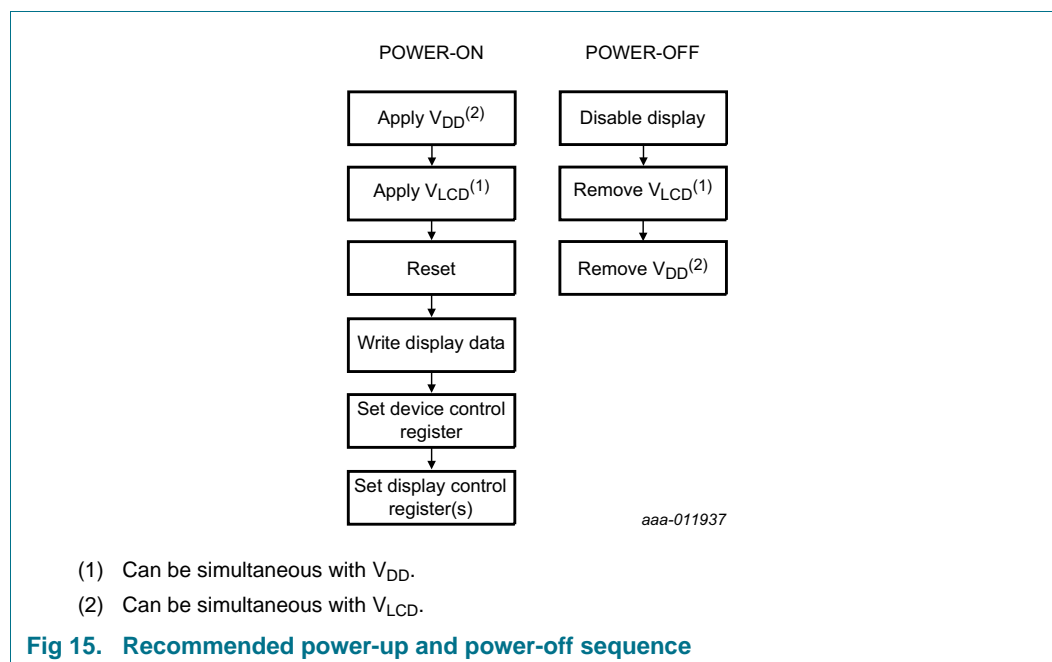 POWER-ON
Apply VDD(2)
Apply VLCD(1)
Reset
Write display data
Set device control
register
Set display control
register(s)
POWER-OFF
Disable display
Remove VLCD(1)
Remove VDD(2)
aaa-011937
(1) Can be simultaneous with VDD.
(2) Can be simultaneous with VLCD.
Fig 15. Recommended power-up and power-off sequence